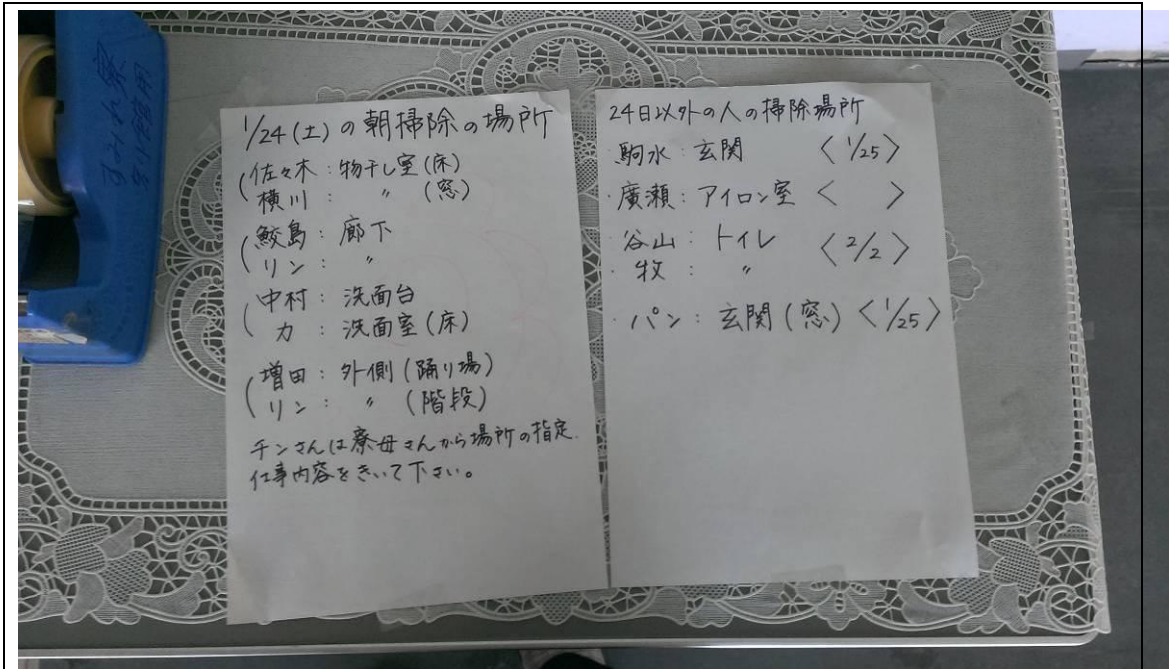 すみれ寮
1/24(土)の朝掃除の場所
佐々木:物干し室(床)
横川: 〃 (窓)
鮫島:廊下
リン: 〃
中村:洗面台
カ:洗面室(床)
増田:外側(踊り場)
リン: 〃 (階段)
チンさんは寮母さんから場所の指定.
仕事内容をきいて下さい。
24日以外の人の掃除場所
駒水:玄関 〈1/25〉
・廣瀬:アイロン室 〈 〉
・谷山:トイレ 〈2/2〉
・牧: 〃
・パン:玄関(窓) 〈1/25〉